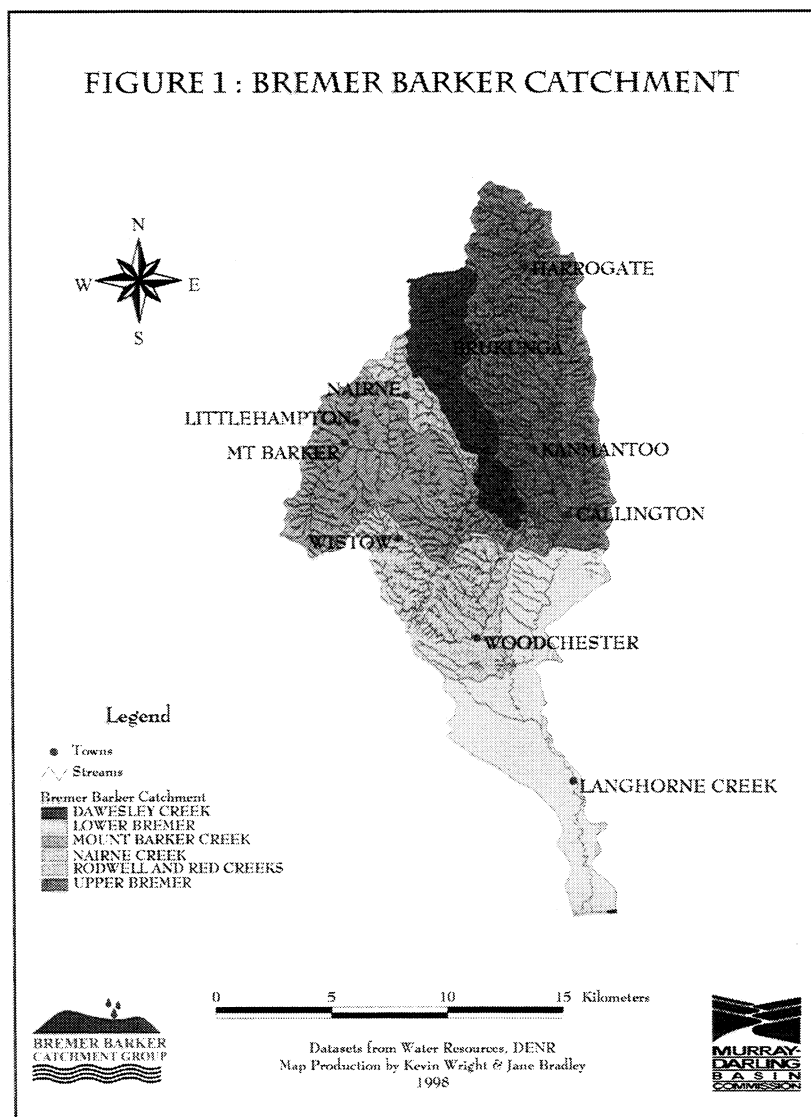 FIGURE 1 : BREMER BARKER CATCHMENT
N
W E
S
HARROGATE
BRUKUNGA
NAIRNE
LITTLEHAMPTON
MT BARKER
KANMANTOO
CALLINGTON
WISTOW
WOODCHESTER
LANGHORNE CREEK
Legend
Towns
Streams
Bremer Barker Catchment
DAWESLEY CREEK
LOWER BREMER
MOUNT BARKER CREEK
NAIRNE CREEK
RODWELL AND RED CREEKS
UPPER BREMER
0 5 10 15 Kilometers
BREMER BARKER
CATCHMENT GROUP
Datasets from Water Resources, DENR
Map Production by Kevin Wright & Jane Bradley
1998
MURRAY-
DARLING
BASIN
COMMISSION